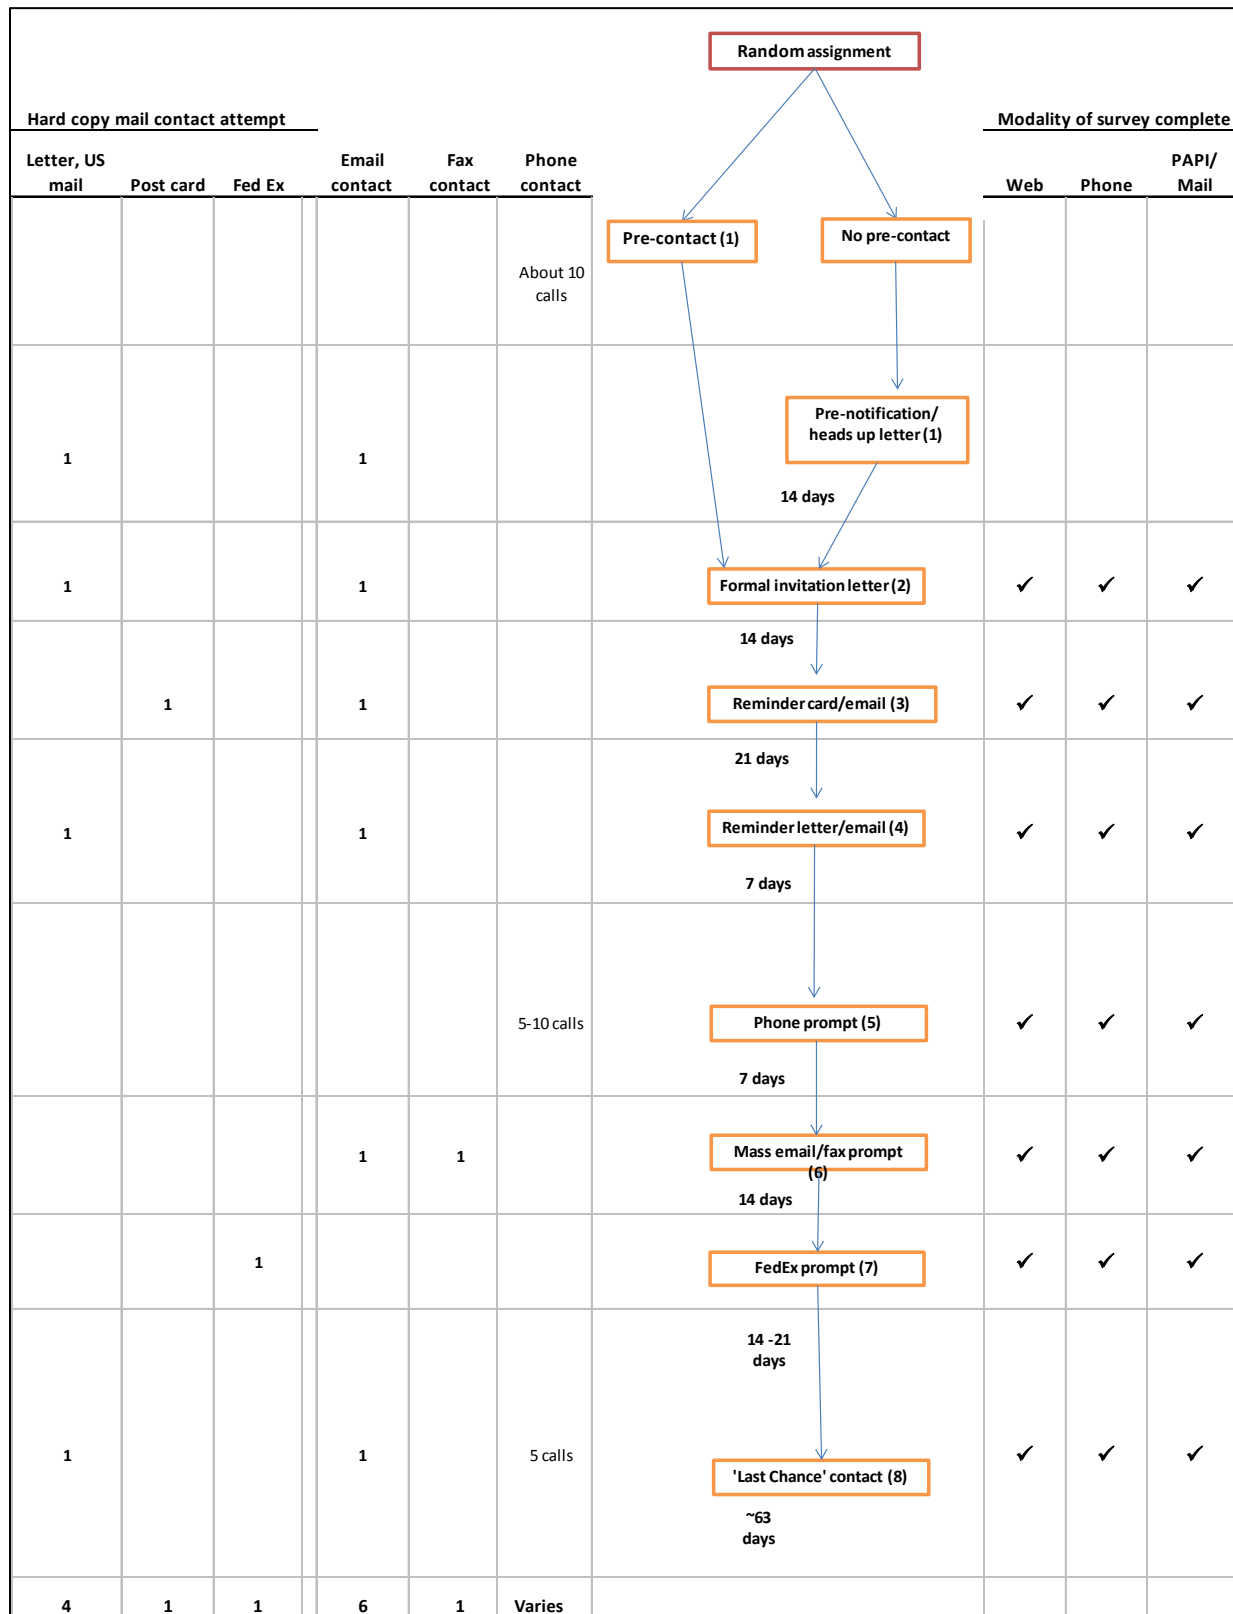 Random assignment
Hard copy mail contact attempt
Modality of survey complete
Letter, US
mail
Post card
Fed Ex
Email
contact
Fax
contact
Phone
contact
Web
Phone
PAPI/
Mail
Pre-contact (1)
No pre-contact
About 10
calls
Pre-notification/
heads up letter (1)
1
1
14 days
1
1
Formal invitation letter (2)
✓
✓
✓
14 days
1
1
Reminder card/email (3)
✓
✓
✓
21 days
1
1
Reminder letter/email (4)
✓
✓
✓
7 days
5-10 calls
Phone prompt (5)
✓
✓
✓
7 days
1
1
Mass email/fax prompt
(6)
✓
✓
✓
14 days
1
FedEx prompt (7)
✓
✓
✓
14 -21
days
1
1
5 calls
'Last Chance' contact (8)
✓
✓
✓
~63
days
4
1
1
6
1
Varies